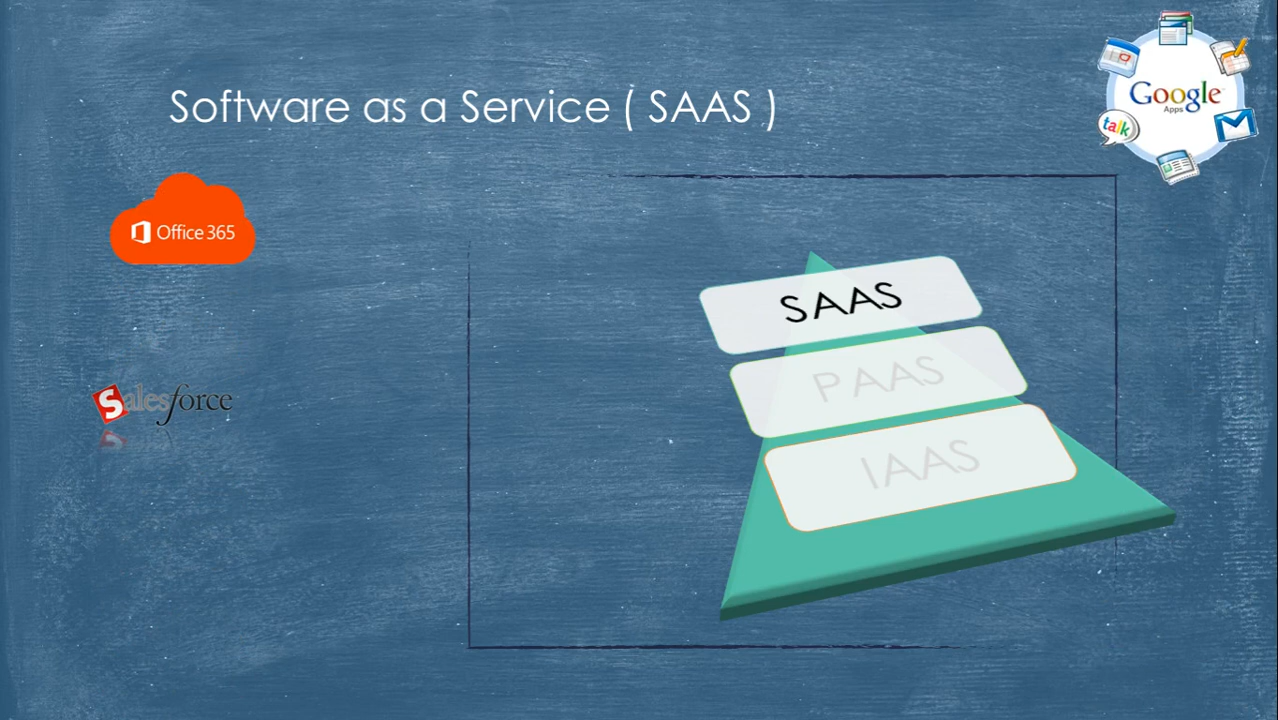 Software as a Service ( SAAS )
Google
Apps
talk
Office 365
salesforce
SAAS
PAAS
IAAS